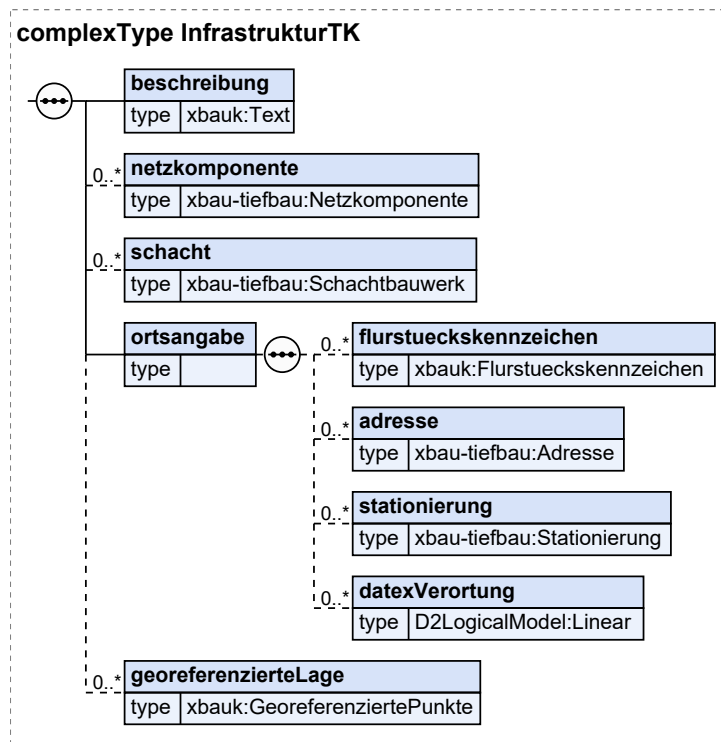 complexType InfrastrukturTK
beschreibung
type xbauk:Text
0..* netzkomponente
type xbau-tiefbau:Netzkomponente
0..* schacht
type xbau-tiefbau:Schachtbauwerk
ortsangabe
type
0..* flurstueckskennzeichen
type xbauk:Flurstueckskennzeichen
0..* adresse
type xbau-tiefbau:Adresse
0..* stationierung
type xbau-tiefbau:Stationierung
0..* datexVerortung
type D2LogicalModel:Linear
0..* georeferenzierteLage
type xbauk:GeoreferenziertePunkte